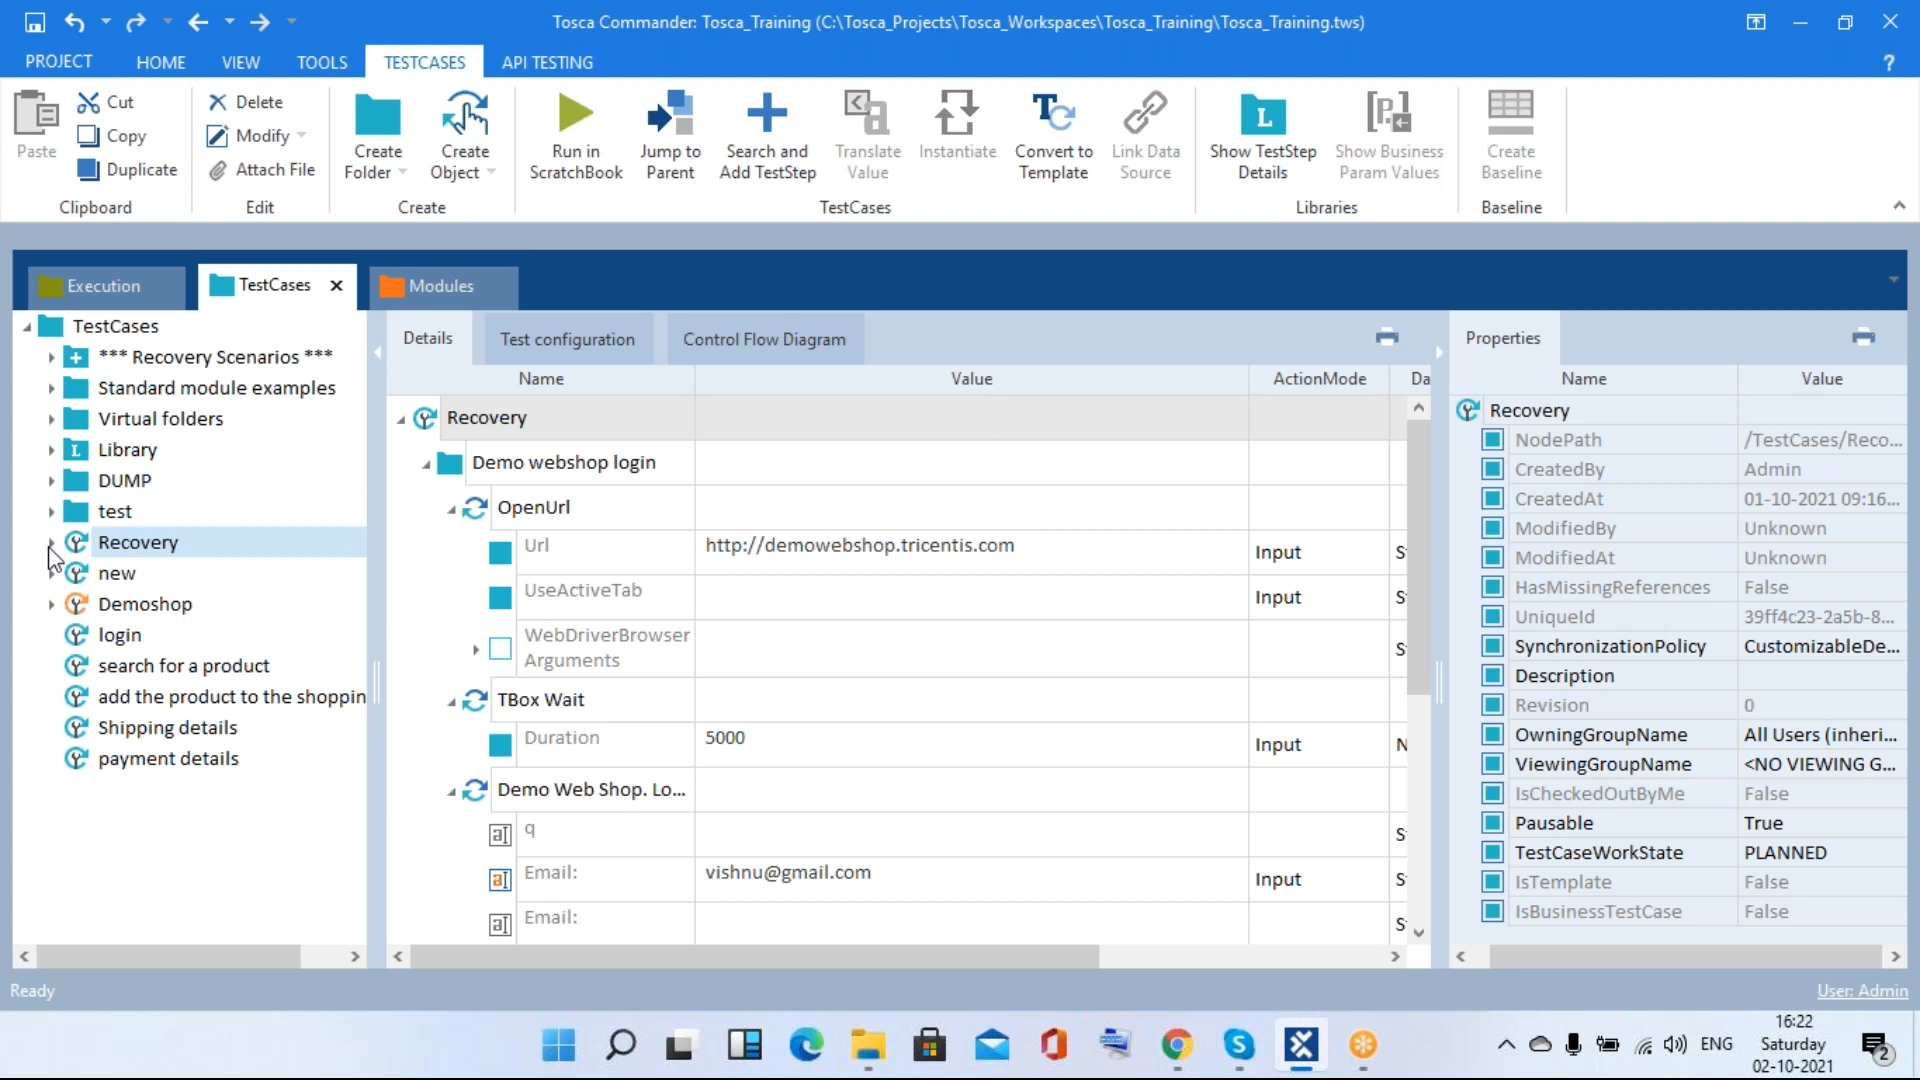 Tosca Commander: Tosca_Training (C:\Tosca_Projects\Tosca_Workspaces\Tosca_Training\Tosca_Training.tws)
PROJECT HOME VIEW TOOLS TESTCASES API TESTING ?
Paste
Cut
Copy
Duplicate
Delete
Modify
Attach File
Create Folder
Create Object
Run in ScratchBook
Jump to Parent
Search and Add TestStep
Translate Value
Instantiate
Convert to Template
Link Data Source
Show TestStep Details
Show Business Param Values
Create Baseline
Clipboard Edit Create TestCases Libraries Baseline
Execution TestCases Modules
TestCases
*** Recovery Scenarios ***
Standard module examples
Virtual folders
L Library
DUMP
test
Recovery
new
Demoshop
login
search for a product
add the product to the shoppin
Shipping details
payment details
Details Test configuration Control Flow Diagram
Name Value ActionMode Da
Recovery
Demo webshop login
OpenUrl
Url http://demowebshop.tricentis.com Input S
UseActiveTab Input S
WebDriverBrowser
Arguments S
TBox Wait
Duration 5000 Input N
Demo Web Shop. Lo...
q S
Email: vishnu@gmail.com Input S
Email: S
Properties
Name Value
Recovery
NodePath /TestCases/Reco...
CreatedBy Admin
CreatedAt 01-10-2021 09:16...
ModifiedBy Unknown
ModifiedAt Unknown
HasMissingReferences False
UniqueId 39ff4c23-2a5b-8...
SynchronizationPolicy CustomizableDe...
Description
Revision 0
OwningGroupName All Users (inheri...
ViewingGroupName <NO VIEWING G...
IsCheckedOutByMe False
Pausable True
TestCaseWorkState PLANNED
IsTemplate False
IsBusinessTestCase False
Ready User: Admin
ENG
16:22
Saturday
02-10-2021
2